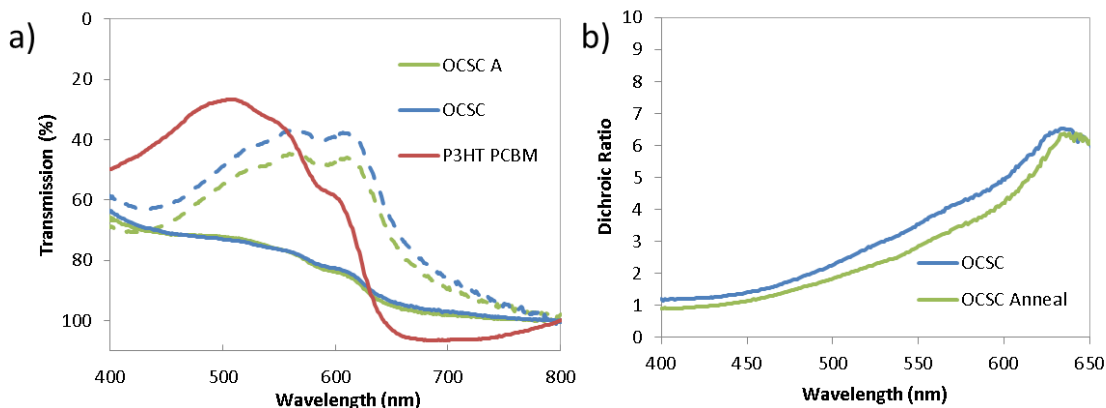 a)
Transmission (%)
0
20
40
60
80
100
OCSC A
OCSC
P3HT PCBM
400
500
600
700
800
Wavelength (nm)
b)
Dichroic Ratio
10
9
8
7
6
5
4
3
2
1
0
OCSC
OCSC Anneal
400
450
500
550
600
650
Wavelength (nm)